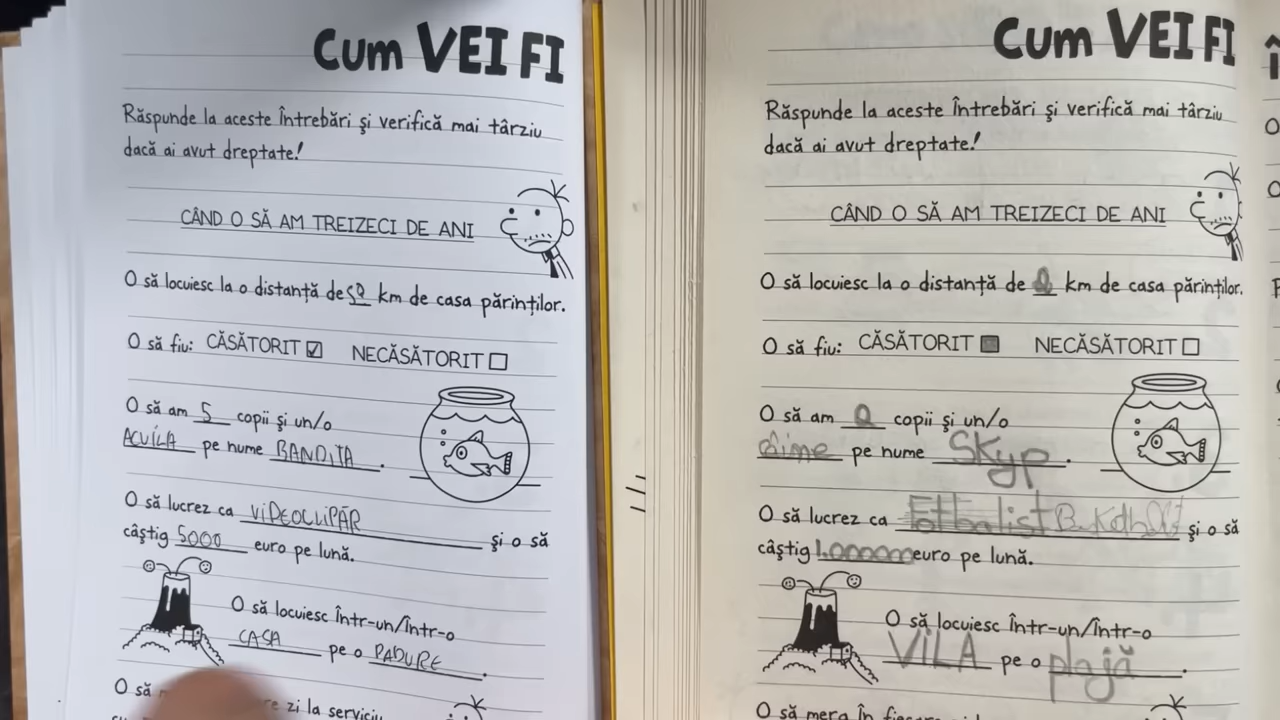 Cum VEI FI
Răspunde la aceste întrebări şi verifică mai târziu
dacă ai avut dreptate!
CÂND O SĂ AM TREIZECI DE ANI
O să locuiesc la o distanţă de 50 km de casa părinţilor.
O să fiu: CĂSĂTORIT NECĂSĂTORIT
O să am 5 copii şi un/o
ACVILA pe nume BANDITA.
O să lucrez ca VIDEOCLIPĂR şi o să
câştig 5000 euro pe lună.
O să locuiesc într-un/într-o
CASA pe o PADURE.
O să zi la serviciu
Cum VEI FI
Răspunde la aceste întrebări şi verifică mai târziu
dacă ai avut dreptate!
CÂND O SĂ AM TREIZECI DE ANI
O să locuiesc la o distanţă de km de casa părinţilor.
O să fiu: CĂSĂTORIT NECĂSĂTORIT
O să am copii şi un/o
pe nume Skyp.
O să lucrez ca Fotbalist şi o să
câştig euro pe lună.
O să locuiesc într-un/într-o
VILA pe o plajă.
O să merg în